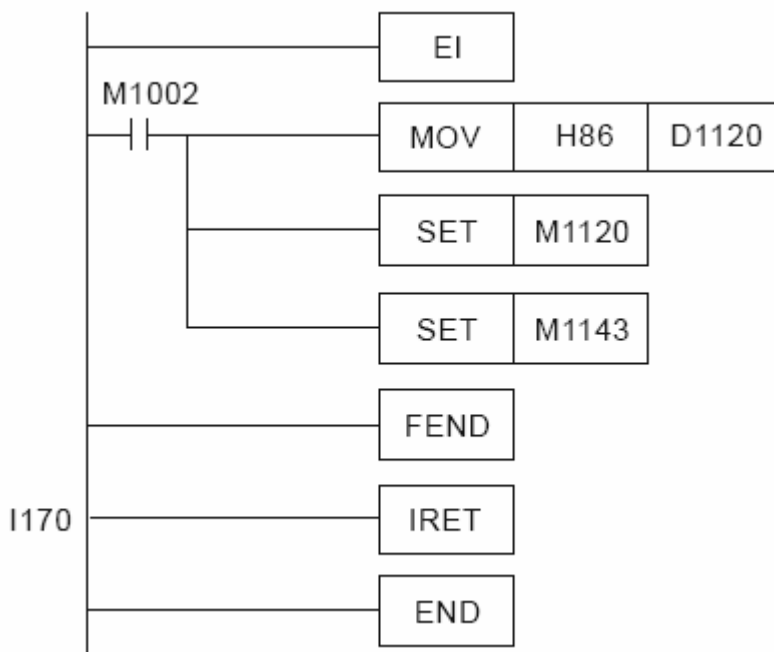 EI
M1002
MOV H86 D1120
SET M1120
SET M1143
FEND
I170 IRET
END